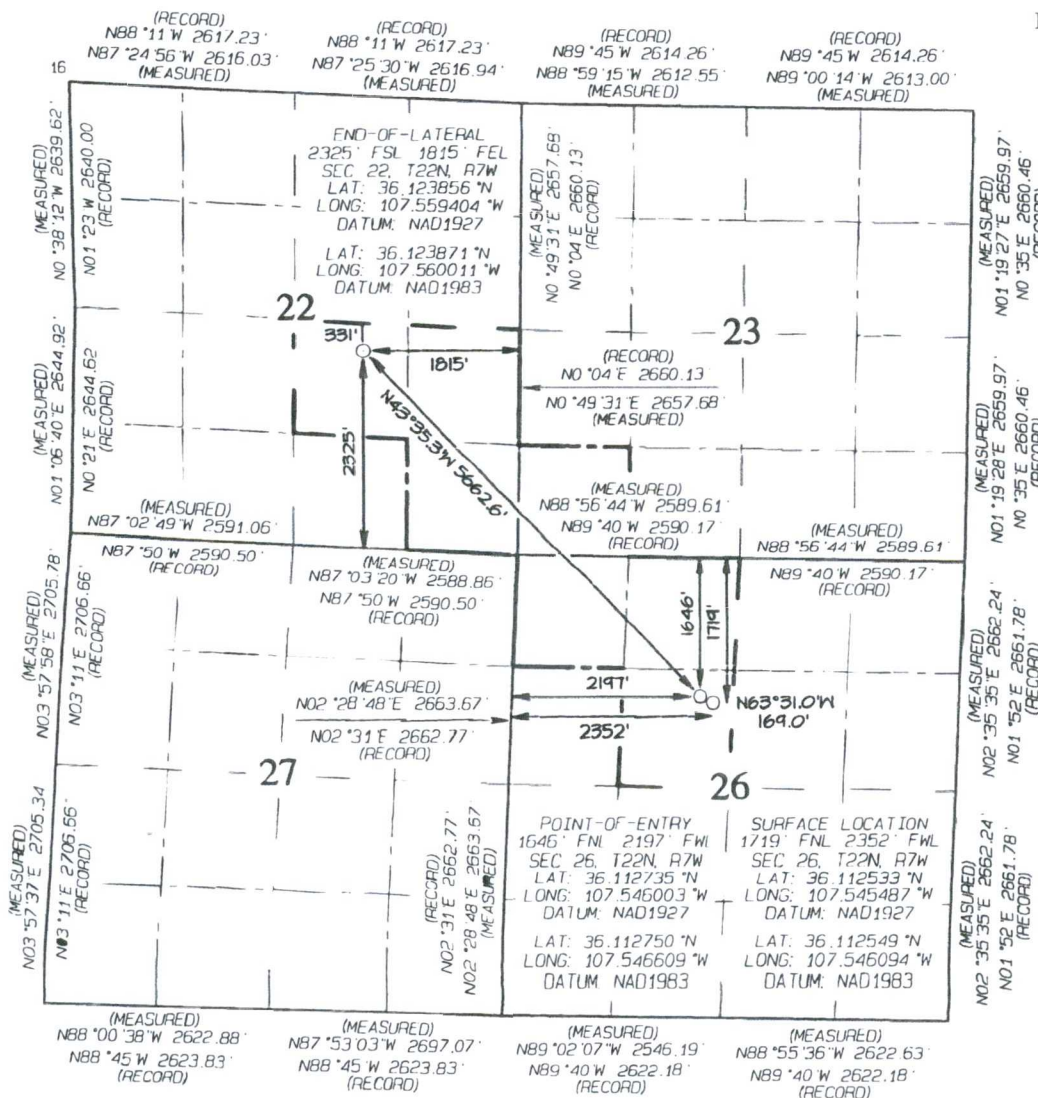 (RECORD)
N88°11'W 2617.23'
N87°24'56"W 2616.03'
(MEASURED)
(RECORD)
N88°11'W 2617.23'
N87°25'30"W 2616.94'
(MEASURED)
(RECORD)
N89°45'W 2614.26'
N88°59'15"W 2612.55'
(MEASURED)
(RECORD)
N89°45'W 2614.26'
N89°00'14"W 2613.00'
(MEASURED)
16
(MEASURED)
N0°38'12"W 2639.62'
N01°23'W 2640.00
(RECORD)
END-OF-LATERAL
2325' FSL 1815' FEL
SEC 22, T22N, R7W
LAT: 36.123856°N
LONG: 107.559404°W
DATUM: NAD1927
LAT: 36.123871°N
LONG: 107.560011°W
DATUM: NAD1983
(MEASURED)
N0°49'31"E 2657.68'
N0°04'E 2660.13'
(RECORD)
(MEASURED)
N01°19'27"E 2659.97
N0°35'E 2660.46'
(RECORD)
22
23
331'
1815'
2325'
N43°35.3'W 5662.6'
(RECORD)
N0°04'E 2660.13'
N0°49'31"E 2657.68'
(MEASURED)
(MEASURED)
N01°06'40"E 2644.92'
N0°21'E 2644.62
(RECORD)
(MEASURED)
N01°19'28"E 2659.97
N0°35'E 2660.46'
(RECORD)
(MEASURED)
N87°02'49"W 2591.06'
N87°50'W 2590.50'
(RECORD)
(MEASURED)
N87°03'20"W 2588.86'
N87°50'W 2590.50'
(RECORD)
(MEASURED)
N88°56'44"W 2589.61'
N89°40'W 2590.17'
(RECORD)
(MEASURED)
N88°56'44"W 2589.61'
N89°40'W 2590.17'
(RECORD)
(MEASURED)
N03°57'58"E 2705.78'
N03°11'E 2706.66'
(RECORD)
1646'
1719'
2197'
2352'
N63°31.0'W
169.0'
(MEASURED)
N02°28'48"E 2663.67'
N02°31'E 2662.77'
(RECORD)
(MEASURED)
N02°35'35"E 2662.24'
N01°52'E 2661.78'
(RECORD)
27
26
(MEASURED)
N03°57'37"E 2705.34
N03°11'E 2706.66'
(RECORD)
(RECORD)
N02°31'E 2662.77'
N02°28'48"E 2663.67
(MEASURED)
POINT-OF-ENTRY
1646' FNL 2197' FWL
SEC 26, T22N, R7W
LAT: 36.112735°N
LONG: 107.546003°W
DATUM: NAD1927
LAT: 36.112750°N
LONG: 107.546609°W
DATUM: NAD1983
SURFACE LOCATION
1719' FNL 2352' FWL
SEC 26, T22N, R7W
LAT: 36.112533°N
LONG: 107.545487°W
DATUM: NAD1927
LAT: 36.112549°N
LONG: 107.546094°W
DATUM: NAD1983
(MEASURED)
N02°35'35"E 2662.24'
N01°52'E 2661.78'
(RECORD)
(MEASURED)
N88°00'38"W 2622.88'
N88°45'W 2623.83'
(RECORD)
(MEASURED)
N87°53'03"W 2697.07'
N88°45'W 2623.83'
(RECORD)
(MEASURED)
N89°02'07"W 2546.19'
N89°40'W 2622.18'
(RECORD)
(MEASURED)
N88°55'36"W 2622.63'
N89°40'W 2622.18'
(RECORD)